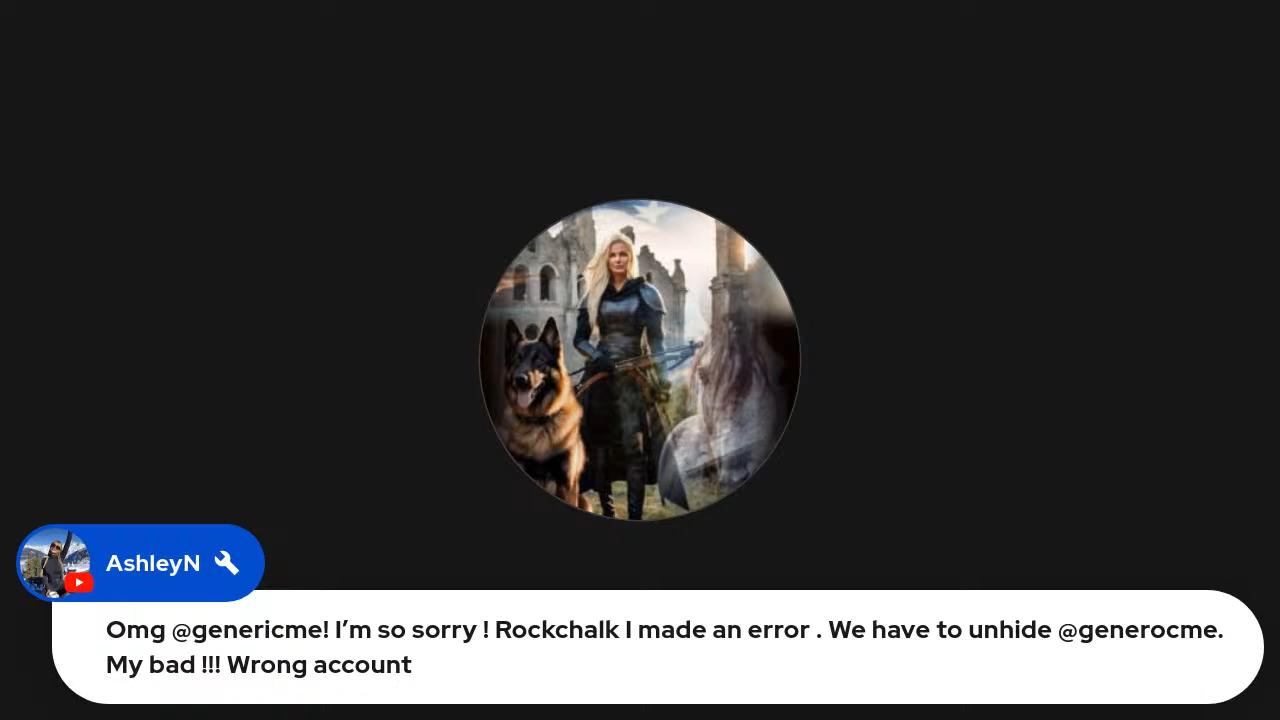 AshleyN
Omg @genericme! I’m so sorry ! Rockchalk I made an error . We have to unhide @generocme.
My bad !!! Wrong account